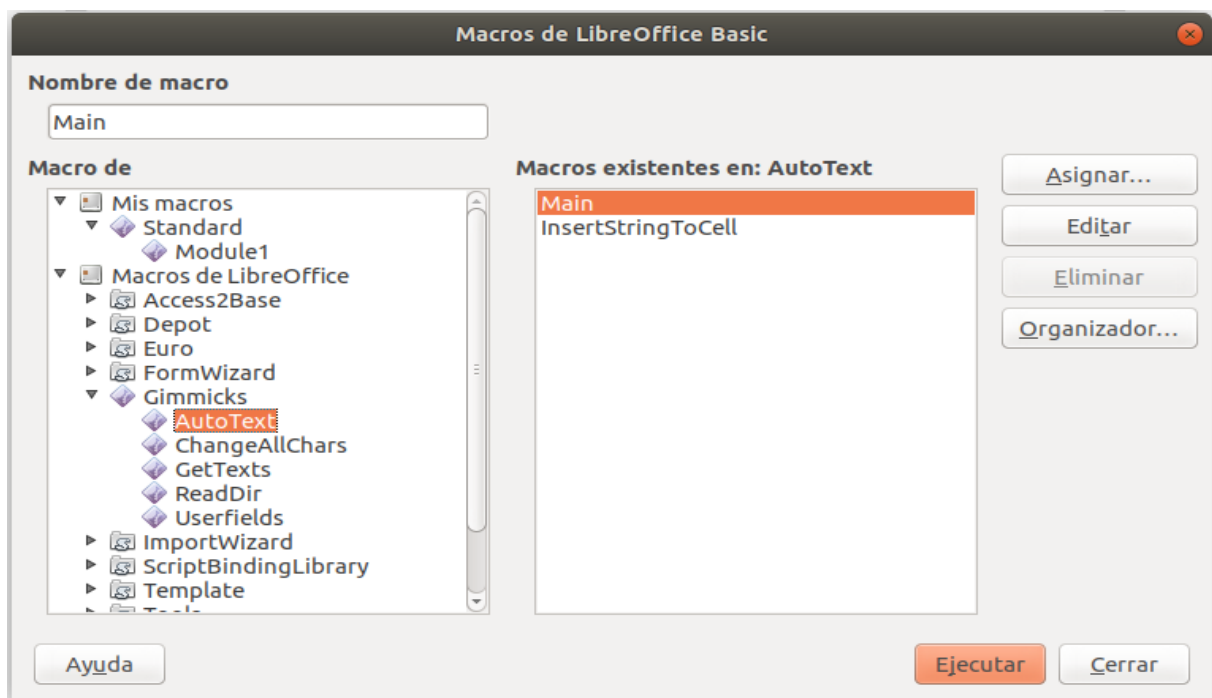 Macros de LibreOffice Basic
Nombre de macro
Main
Macro de
Mis macros
Standard
Module1
Macros de LibreOffice
Access2Base
Depot
Euro
FormWizard
Gimmicks
AutoText
ChangeAllChars
GetTexts
ReadDir
Userfields
ImportWizard
ScriptBindingLibrary
Template
Macros existentes en: AutoText
Main
InsertStringToCell
Asignar...
Editar
Eliminar
Organizador...
Ayuda
Ejecutar
Cerrar